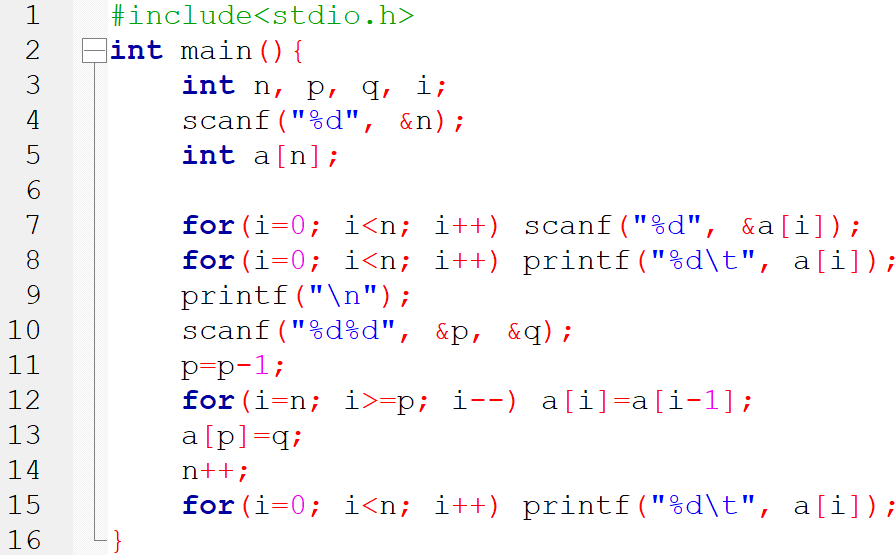 1 #include<stdio.h>
2 int main(){
3 int n, p, q, i;
4 scanf("%d", &n);
5 int a[n];
6
7 for(i=0; i<n; i++) scanf("%d", &a[i]);
8 for(i=0; i<n; i++) printf("%d\t", a[i]);
9 printf("\n");
10 scanf("%d%d", &p, &q);
11 p=p-1;
12 for(i=n; i>=p; i--) a[i]=a[i-1];
13 a[p]=q;
14 n++;
15 for(i=0; i<n; i++) printf("%d\t", a[i]);
16 }